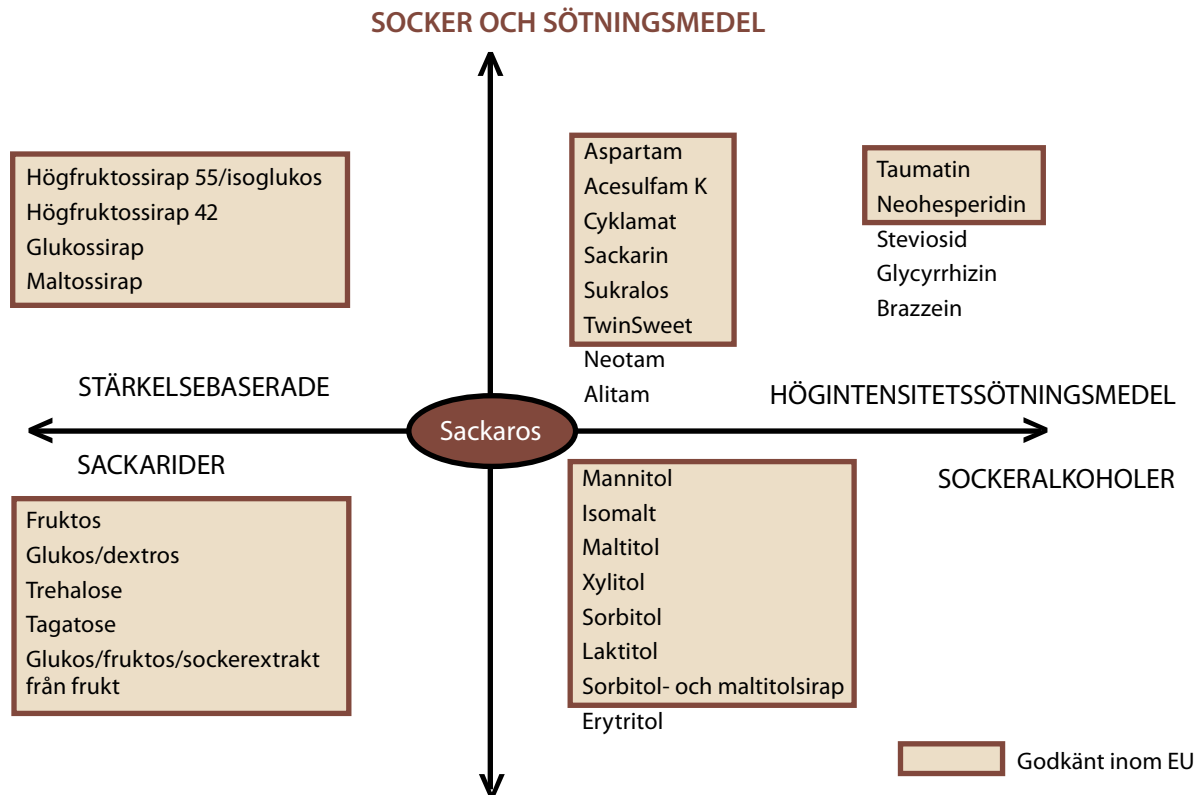 SOCKER OCH SÖTNINGSMEDEL
Högfruktossirap 55/isoglukos
Högfruktossirap 42
Glukossirap
Maltossirap
Aspartam
Acesulfam K
Cyklamat
Sackarin
Sukralos
TwinSweet
Neotam
Alitam
Taumatin
Neohesperidin
Steviosid
Glycyrrhizin
Brazzein
STÄRKELSEBASERADE
HÖGINTENSITETSSÖTNINGSMEDEL
Sackaros
SACKARIDER
SOCKERALKOHOLER
Fruktos
Glukos/dextros
Trehalose
Tagatose
Glukos/fruktos/sockerextrakt
från frukt
Mannitol
Isomalt
Maltitol
Xylitol
Sorbitol
Laktitol
Sorbitol- och maltitolsirap
Erytritol
Godkänt inom EU